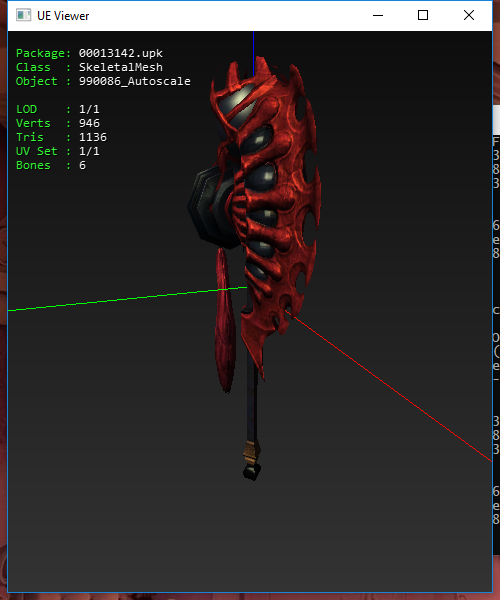 UE Viewer
Package: 00013142.upk
Class : SkeletalMesh
Object : 990086_Autoscale
LOD : 1/1
Verts : 946
Tris : 1136
UV Set : 1/1
Bones : 6